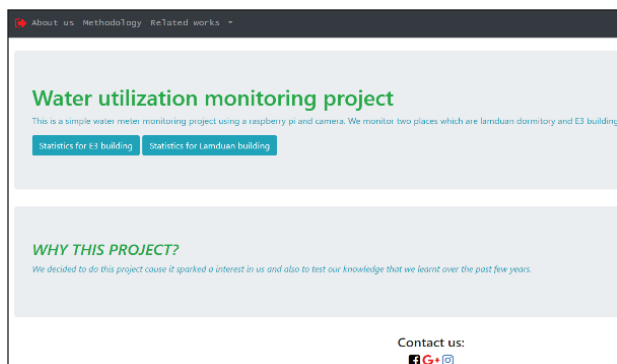 About us Methodology Related works
Water utilization monitoring project
This is a simple water meter monitoring project using a raspberry pi and camera. We monitor two places which are lamduan dormitory and E3 building
Statistics for E3 building Statistics for Lamduan building
WHY THIS PROJECT?
We decided to do this project cause it sparked a interest in us and also to test our knowledge that we learnt over the past few years.
Contact us: